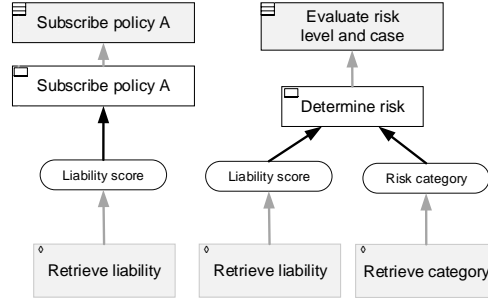 Subscribe policy A
Evaluate risk
level and case
Subscribe policy A
Determine risk
Liability score
Liability score
Risk category
Retrieve liability
Retrieve liability
Retrieve category